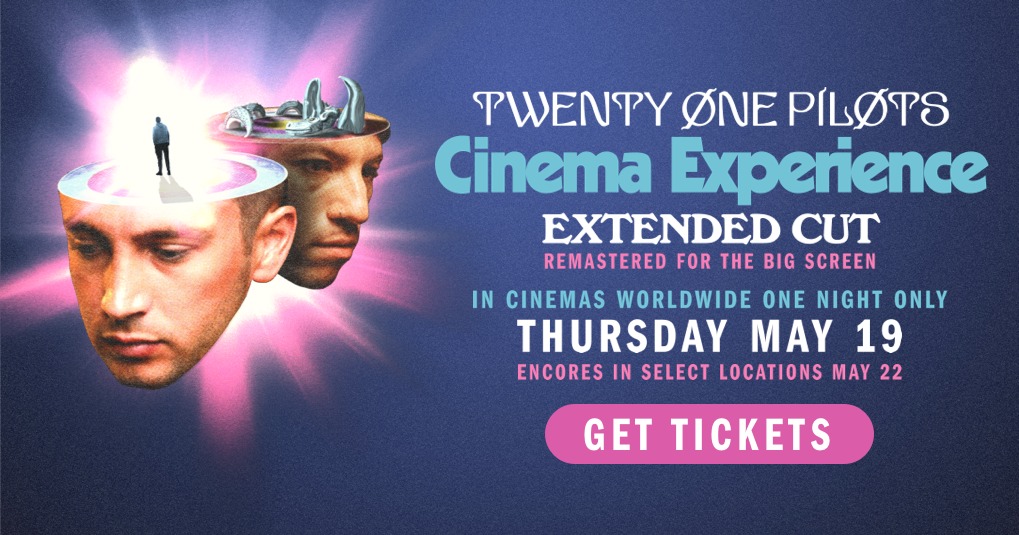 TWENTY ØNE PILØTS
Cinema Experience
EXTENDED CUT
REMASTERED FOR THE BIG SCREEN
IN CINEMAS WORLDWIDE ONE NIGHT ONLY
THURSDAY MAY 19
ENCORES IN SELECT LOCATIONS MAY 22
GET TICKETS